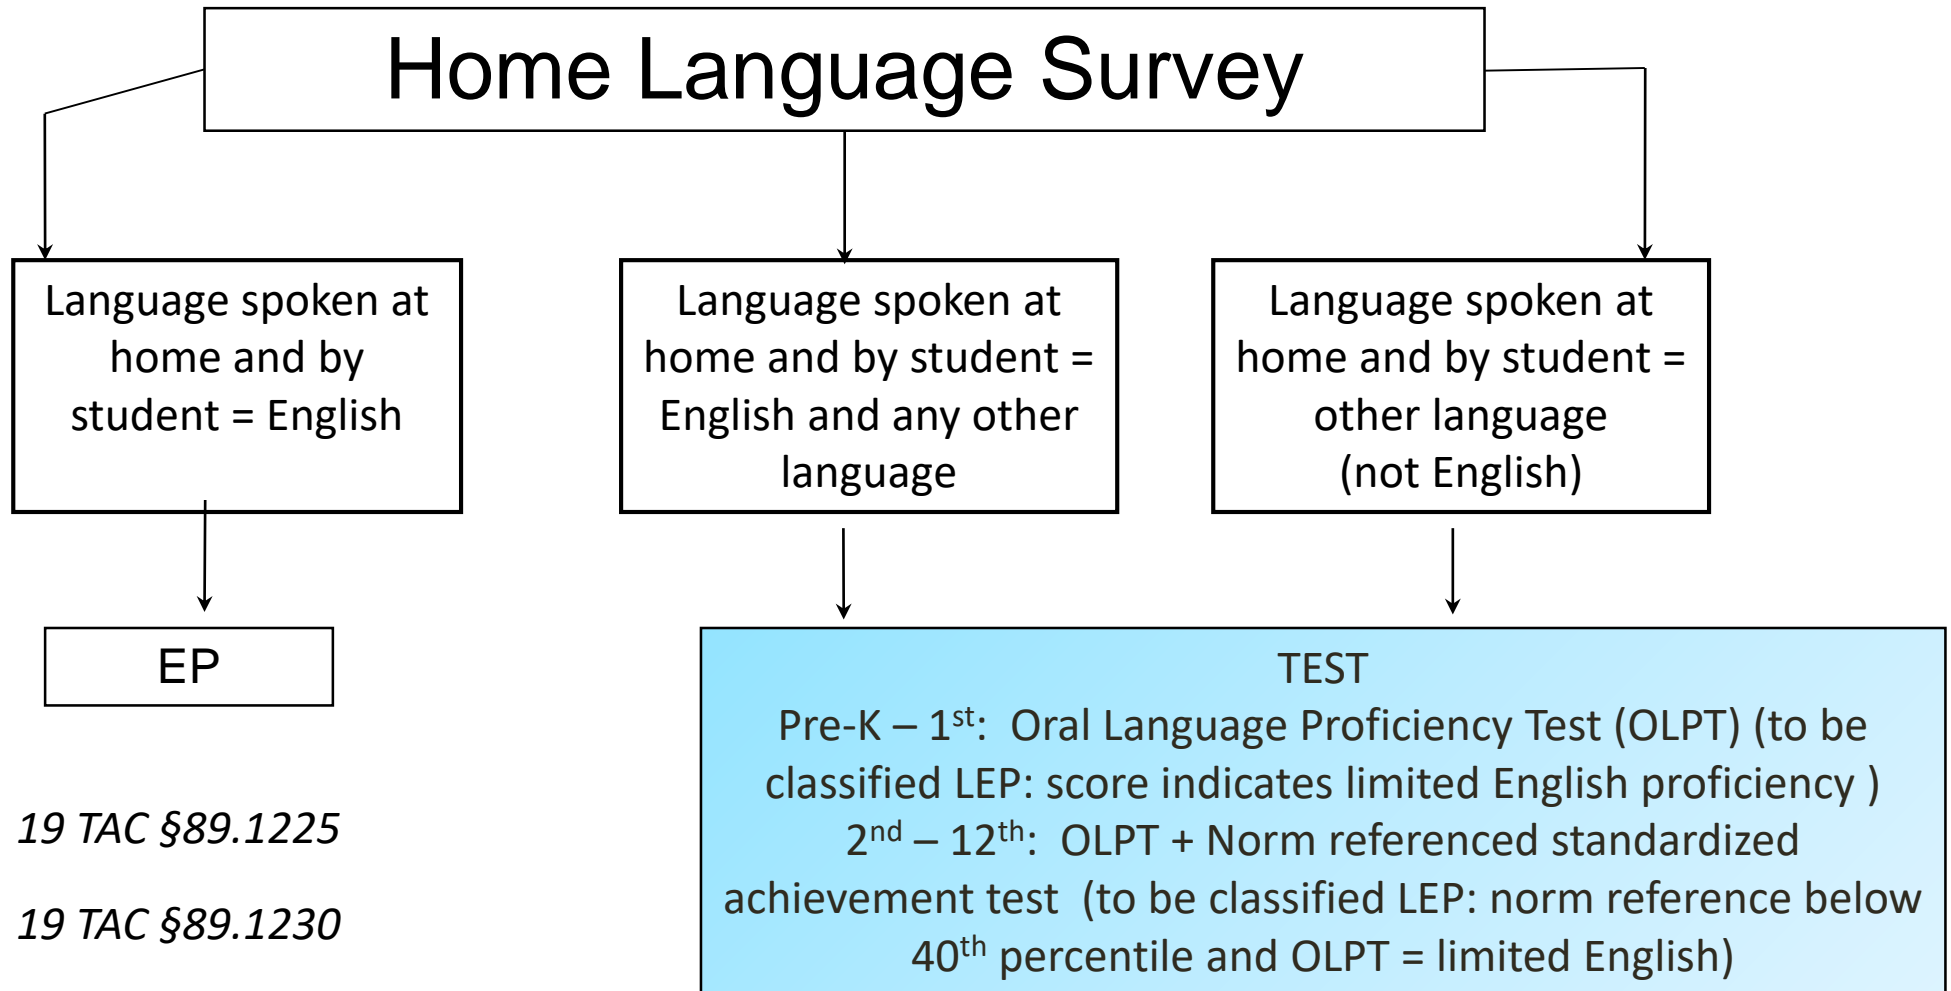 Home Language Survey
Language spoken at
home and by
student = English
Language spoken at
home and by student =
English and any other
language
Language spoken at
home and by student =
other language
(not English)
EP
19 TAC §89.1225
19 TAC §89.1230
TEST
Pre-K – 1st:  Oral Language Proficiency Test (OLPT) (to be
classified LEP: score indicates limited English proficiency )
2nd – 12th:  OLPT + Norm referenced standardized
achievement test  (to be classified LEP: norm reference below
40th percentile and OLPT = limited English)